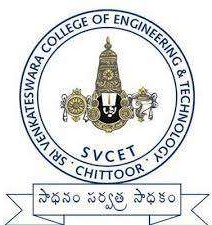 SRI VENKATESWARA COLLEGE OF ENGINEERING & TECHNOLOGY
SVCET
· CHITTOOR ·
సాధనం సర్వత్ర సాధకం